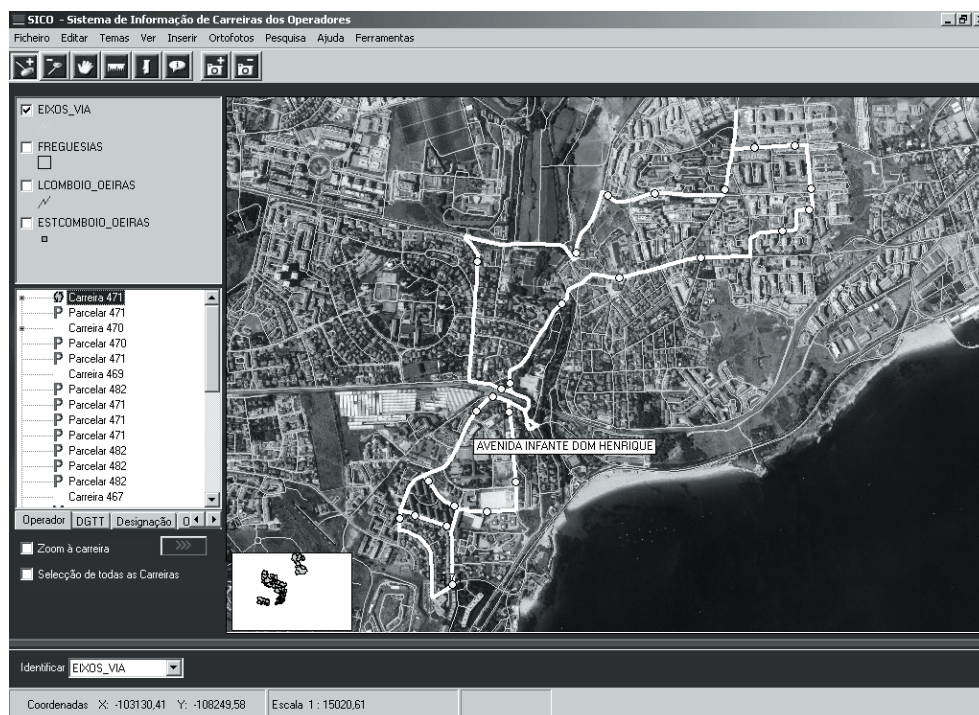 SICO - Sistema de Informação de Carreiras dos Operadores
Ficheiro Editar Temas Ver Inserir Ortofotos Pesquisa Ajuda Ferramentas
EIXOS_VIA
FREGUESIAS
LCOMBOIO_OEIRAS
ESTCOMBOIO_OEIRAS
Carreira 471
P Parcelar 471
Carreira 470
P Parcelar 470
P Parcelar 471
Carreira 469
P Parcelar 482
P Parcelar 471
P Parcelar 471
P Parcelar 471
P Parcelar 482
P Parcelar 482
P Parcelar 482
Carreira 467
Operador DGTT Designação O
Zoom à carreira >>>
Selecção de todas as Carreiras
AVENIDA INFANTE DOM HENRIQUE
Identificar EIXOS_VIA
Coordenadas X: -103130,41 Y: -108249,58 Escala 1 : 15020,61